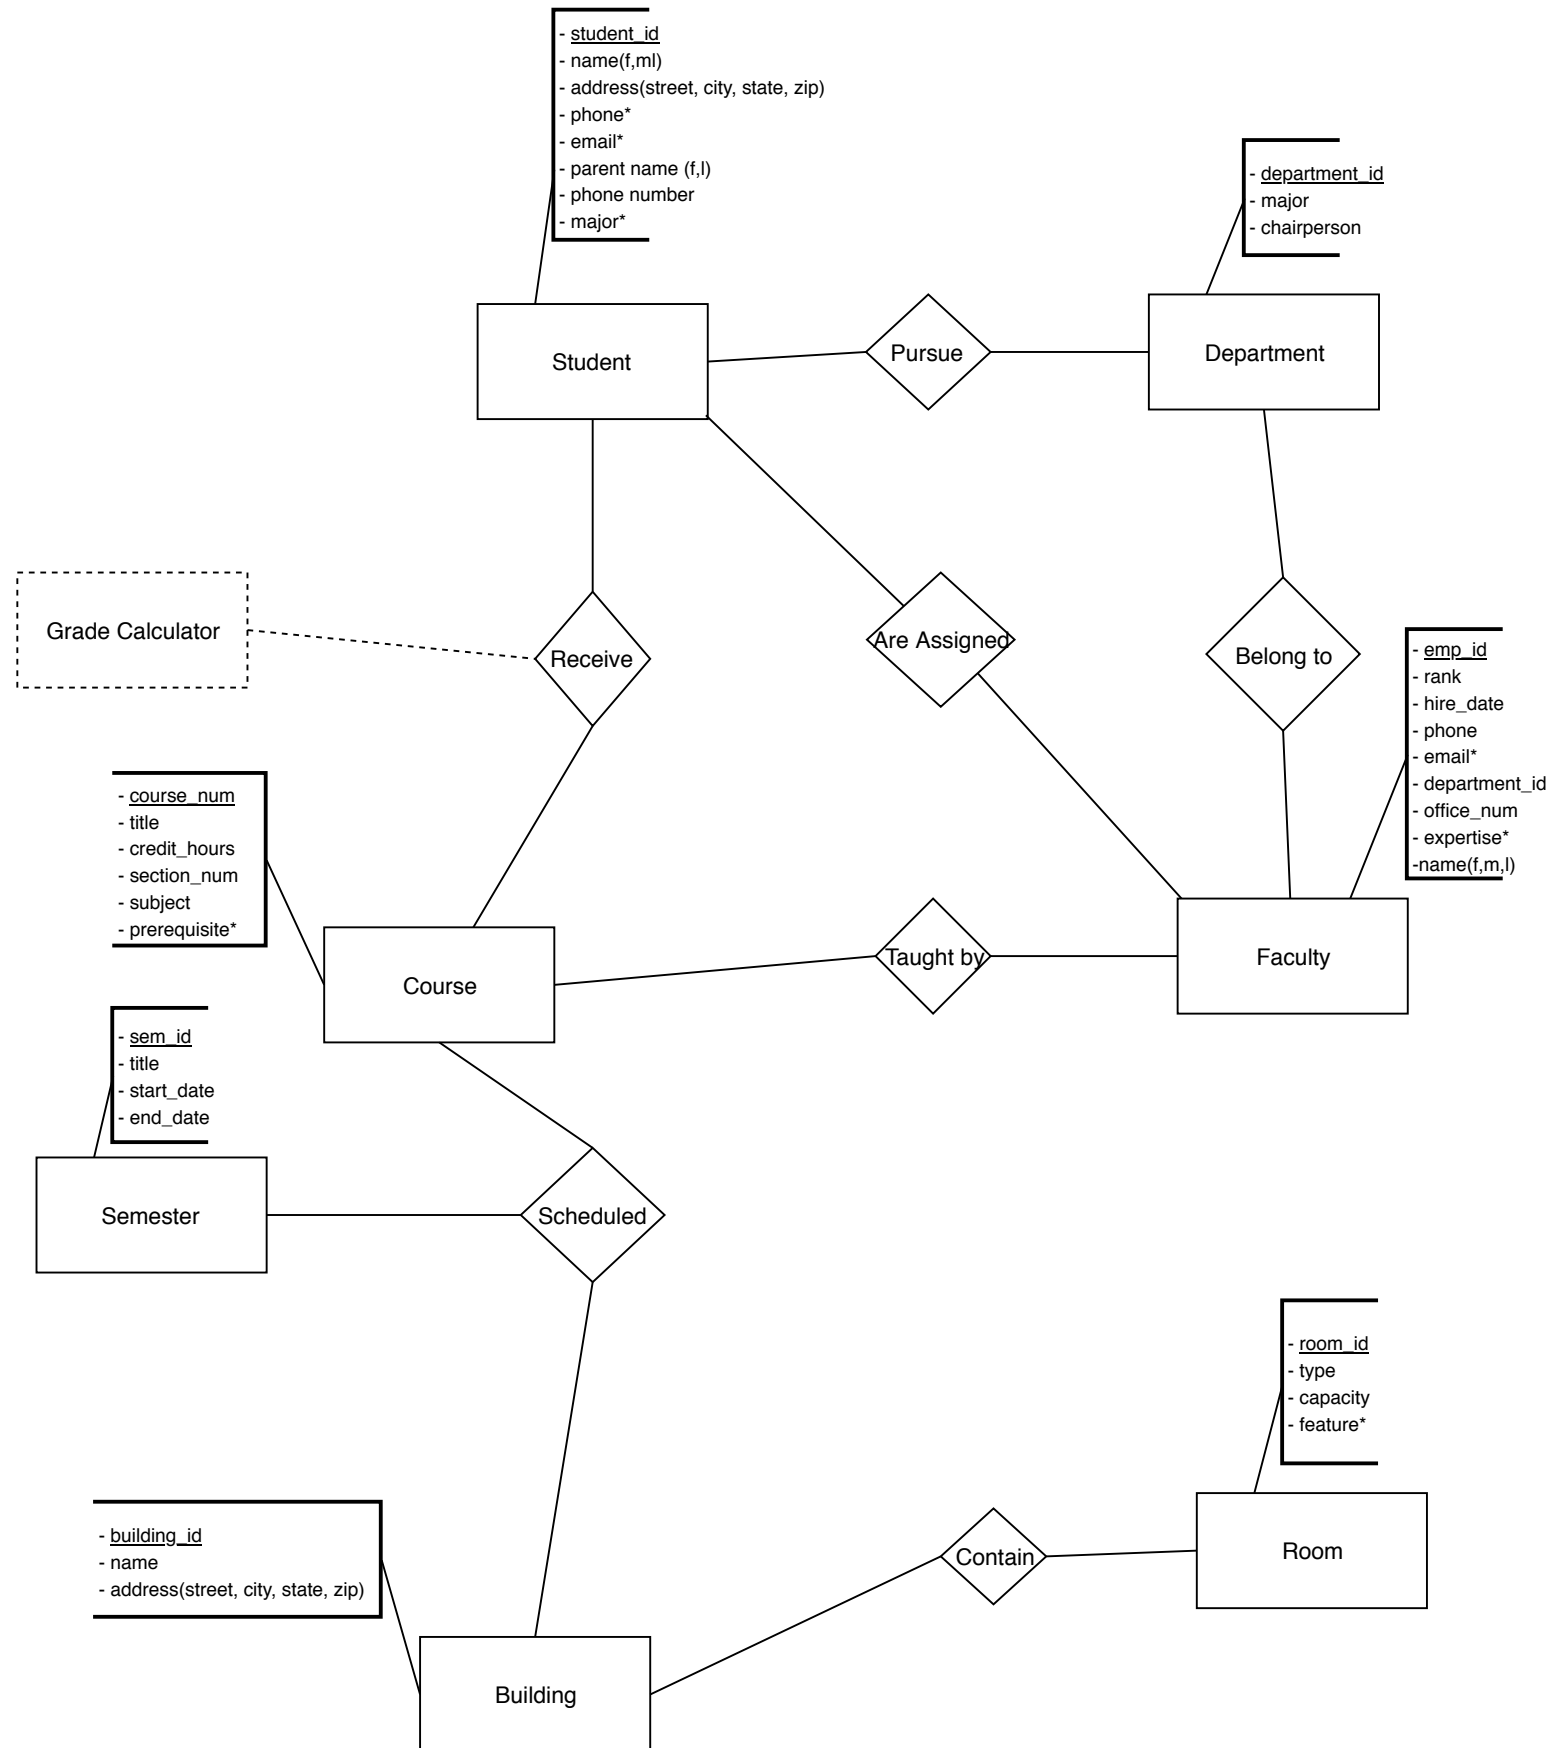 - student_id
- name(f,ml)
- address(street, city, state, zip)
- phone*
- email*
- parent name (f,l)
- phone number
- major*
- department_id
- major
- chairperson
Student
Pursue
Department
Grade Calculator
Receive
Are Assigned
Belong to
- emp_id
- rank
- hire_date
- phone
- email*
- department_id
- office_num
- expertise*
-name(f,m,l)
- course_num
- title
- credit_hours
- section_num
- subject
- prerequisite*
Course
Taught by
Faculty
- sem_id
- title
- start_date
- end_date
Semester
Scheduled
- room_id
- type
- capacity
- feature*
- building_id
- name
- address(street, city, state, zip)
Contain
Room
Building